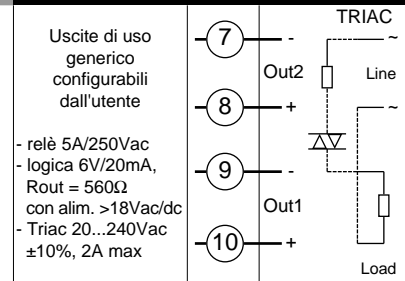 Uscite di uso
generico
configurabili
dall'utente
- relè 5A/250Vac
- logica 6V/20mA,
Rout = 560Ω
con alim. >18Vac/dc
- Triac 20...240Vac
±10%, 2A max
7 -
Out2
8 +
9 -
Out1
10 +
TRIAC
~
Line
~
Load